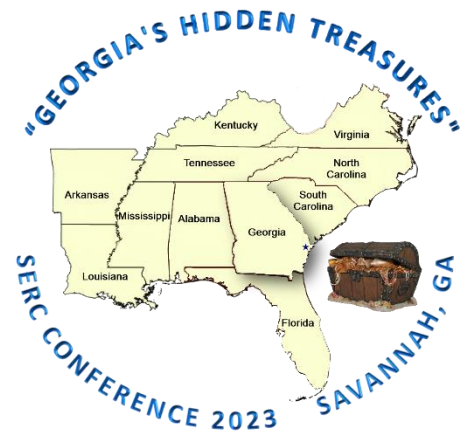 "GEORGIA'S HIDDEN TREASURES"
Kentucky
Virginia
Tennessee
North
Carolina
Arkansas
South
Carolina
Mississippi
Alabama
Georgia
Louisiana
Florida
SERC CONFERENCE 2023
SAVANNAH, GA